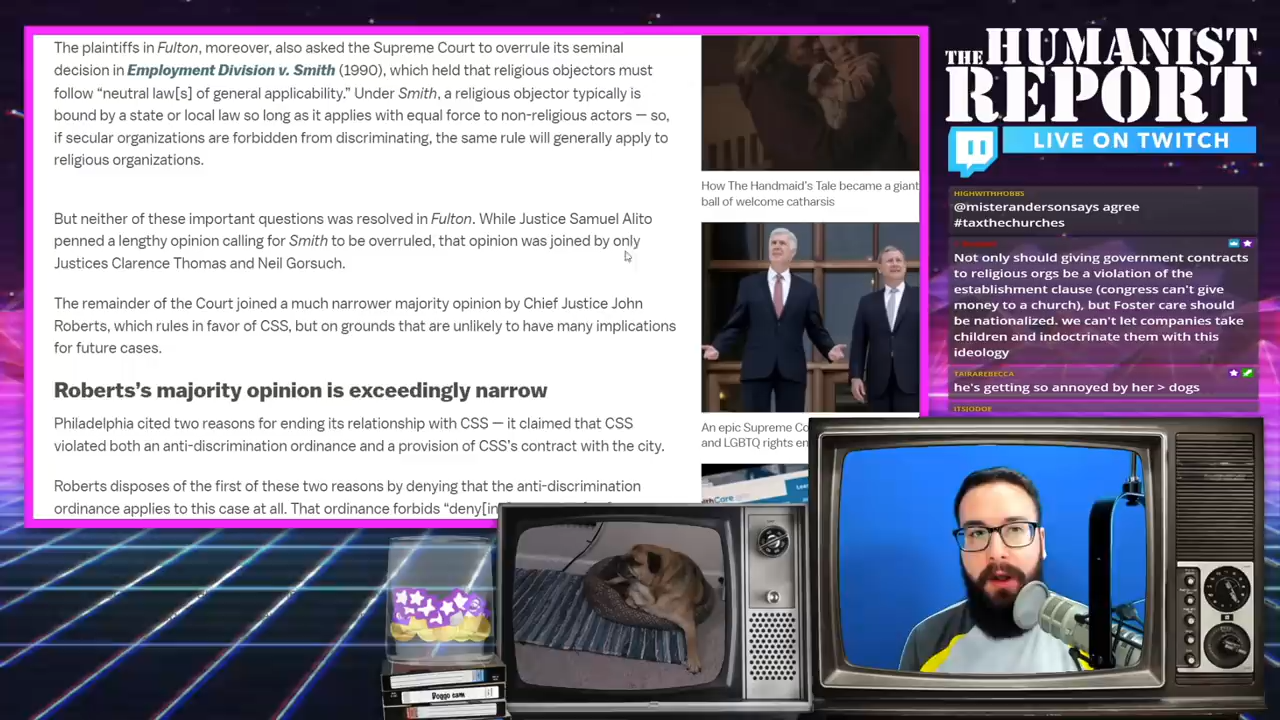 The plaintiffs in Fulton, moreover, also asked the Supreme Court to overrule its seminal
decision in Employment Division v. Smith (1990), which held that religious objectors must
follow “neutral law[s] of general applicability.” Under Smith, a religious objector typically is
bound by a state or local law so long as it applies with equal force to non-religious actors — so,
if secular organizations are forbidden from discriminating, the same rule will generally apply to
religious organizations.
But neither of these important questions was resolved in Fulton. While Justice Samuel Alito
penned a lengthy opinion calling for Smith to be overruled, that opinion was joined by only
Justices Clarence Thomas and Neil Gorsuch.
The remainder of the Court joined a much narrower majority opinion by Chief Justice John
Roberts, which rules in favor of CSS, but on grounds that are unlikely to have many implications
for future cases.
Roberts’s majority opinion is exceedingly narrow
Philadelphia cited two reasons for ending its relationship with CSS — it claimed that CSS
violated both an anti-discrimination ordinance and a provision of CSS’s contract with the city.
Roberts disposes of the first of these two reasons by denying that the anti-discrimination
ordinance applies to this case at all. That ordinance forbids “deny[in
How The Handmaid’s Tale became a giant
ball of welcome catharsis
An epic Supreme Co
and LGBTQ rights en
THE HUMANIST
REPORT
LIVE ON TWITCH
HIGHWITHHOBBS
@misterandersonsays agree
#taxthechurches
Not only should giving government contracts
to religious orgs be a violation of the
establishment clause (congress can't give
money to a church), but Foster care should
be nationalized. we can't let companies take
children and indoctrinate them with this
ideology
TAIRAREBECCA
he's getting so annoyed by her > dogs
ITSJODOE
Doggo cam